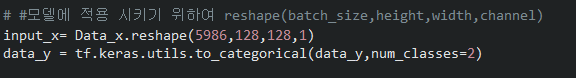 # #모델에 적용 시키기 위하여 reshape(batch_size,height,width,channel)
input_x= Data_x.reshape(5986,128,128,1)
data_y = tf.keras.utils.to_categorical(data_y,num_classes=2)